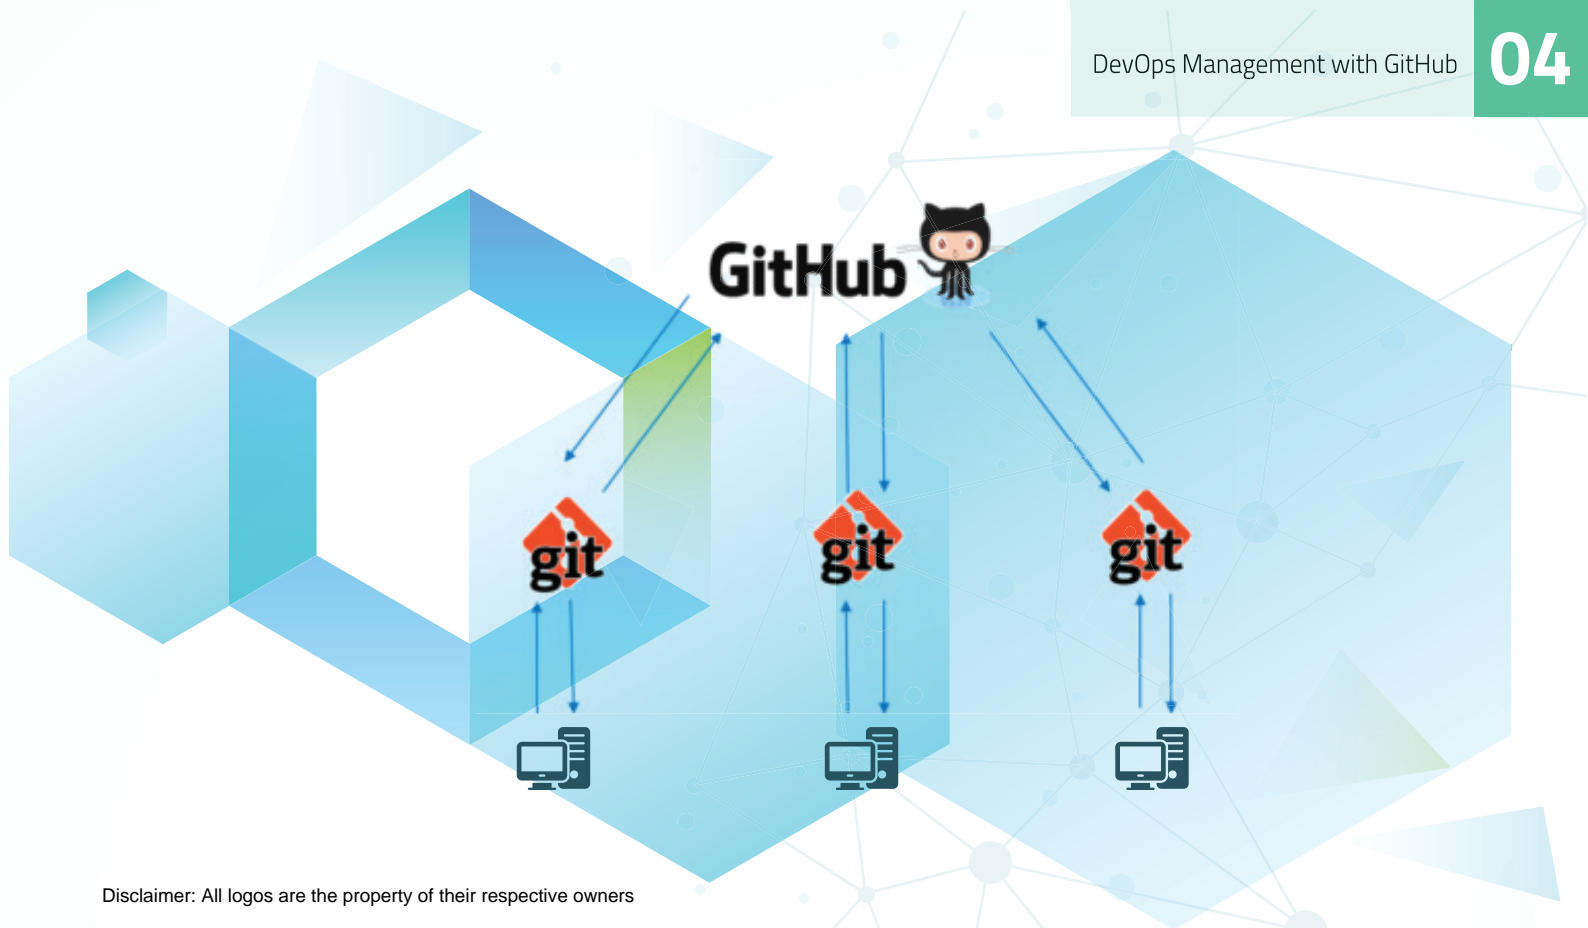 DevOps Management with GitHub
04
GitHub
git
git
git
Disclaimer: All logos are the property of their respective owners